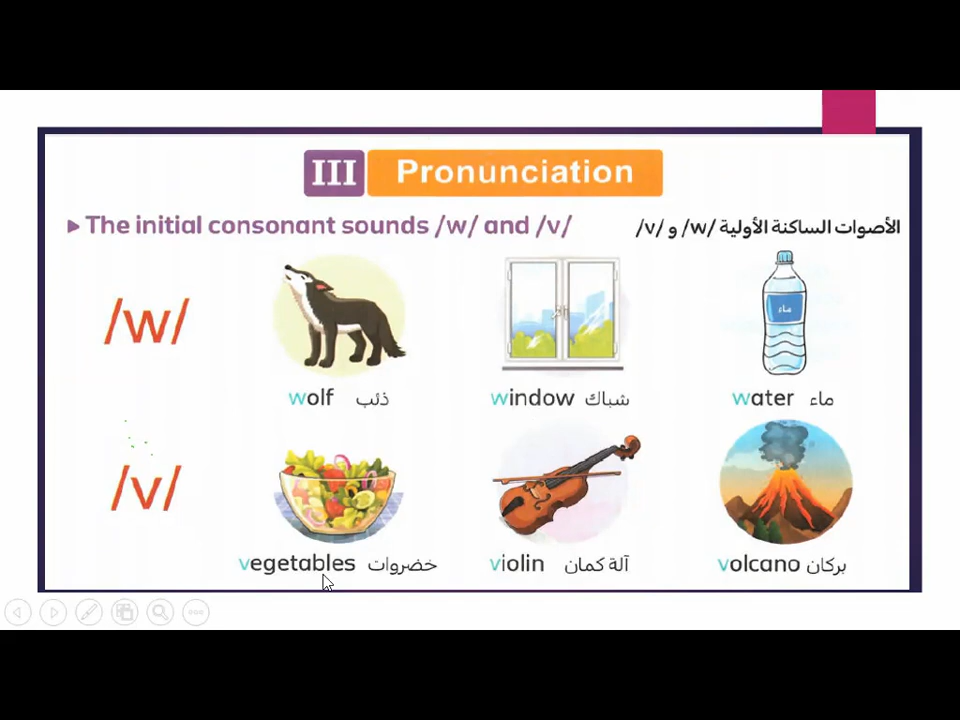 III Pronunciation
The initial consonant sounds /w/ and /v/ الأصوات الساكنة الأولية /w/ و /v/
/w/
ماء
wolf ذئب window شباك water ماء
/v/
vegetables خضروات violin آلة كمان volcano بركان